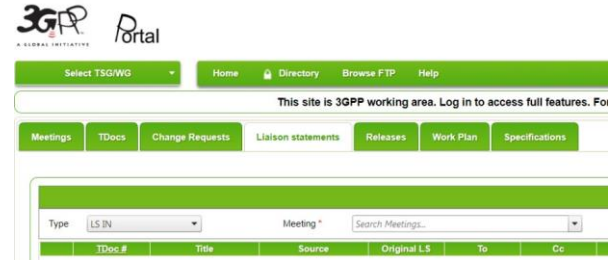 3GPP Portal
A GLOBAL INITIATIVE
Select TSG/WG Home Directory Browse FTP Help
This site is 3GPP working area. Log in to access full features. For
Meetings TDocs Change Requests Liaison statements Releases Work Plan Specifications
Type LS IN Meeting * Search Meetings...
TDoc # Title Source Original LS To Cc